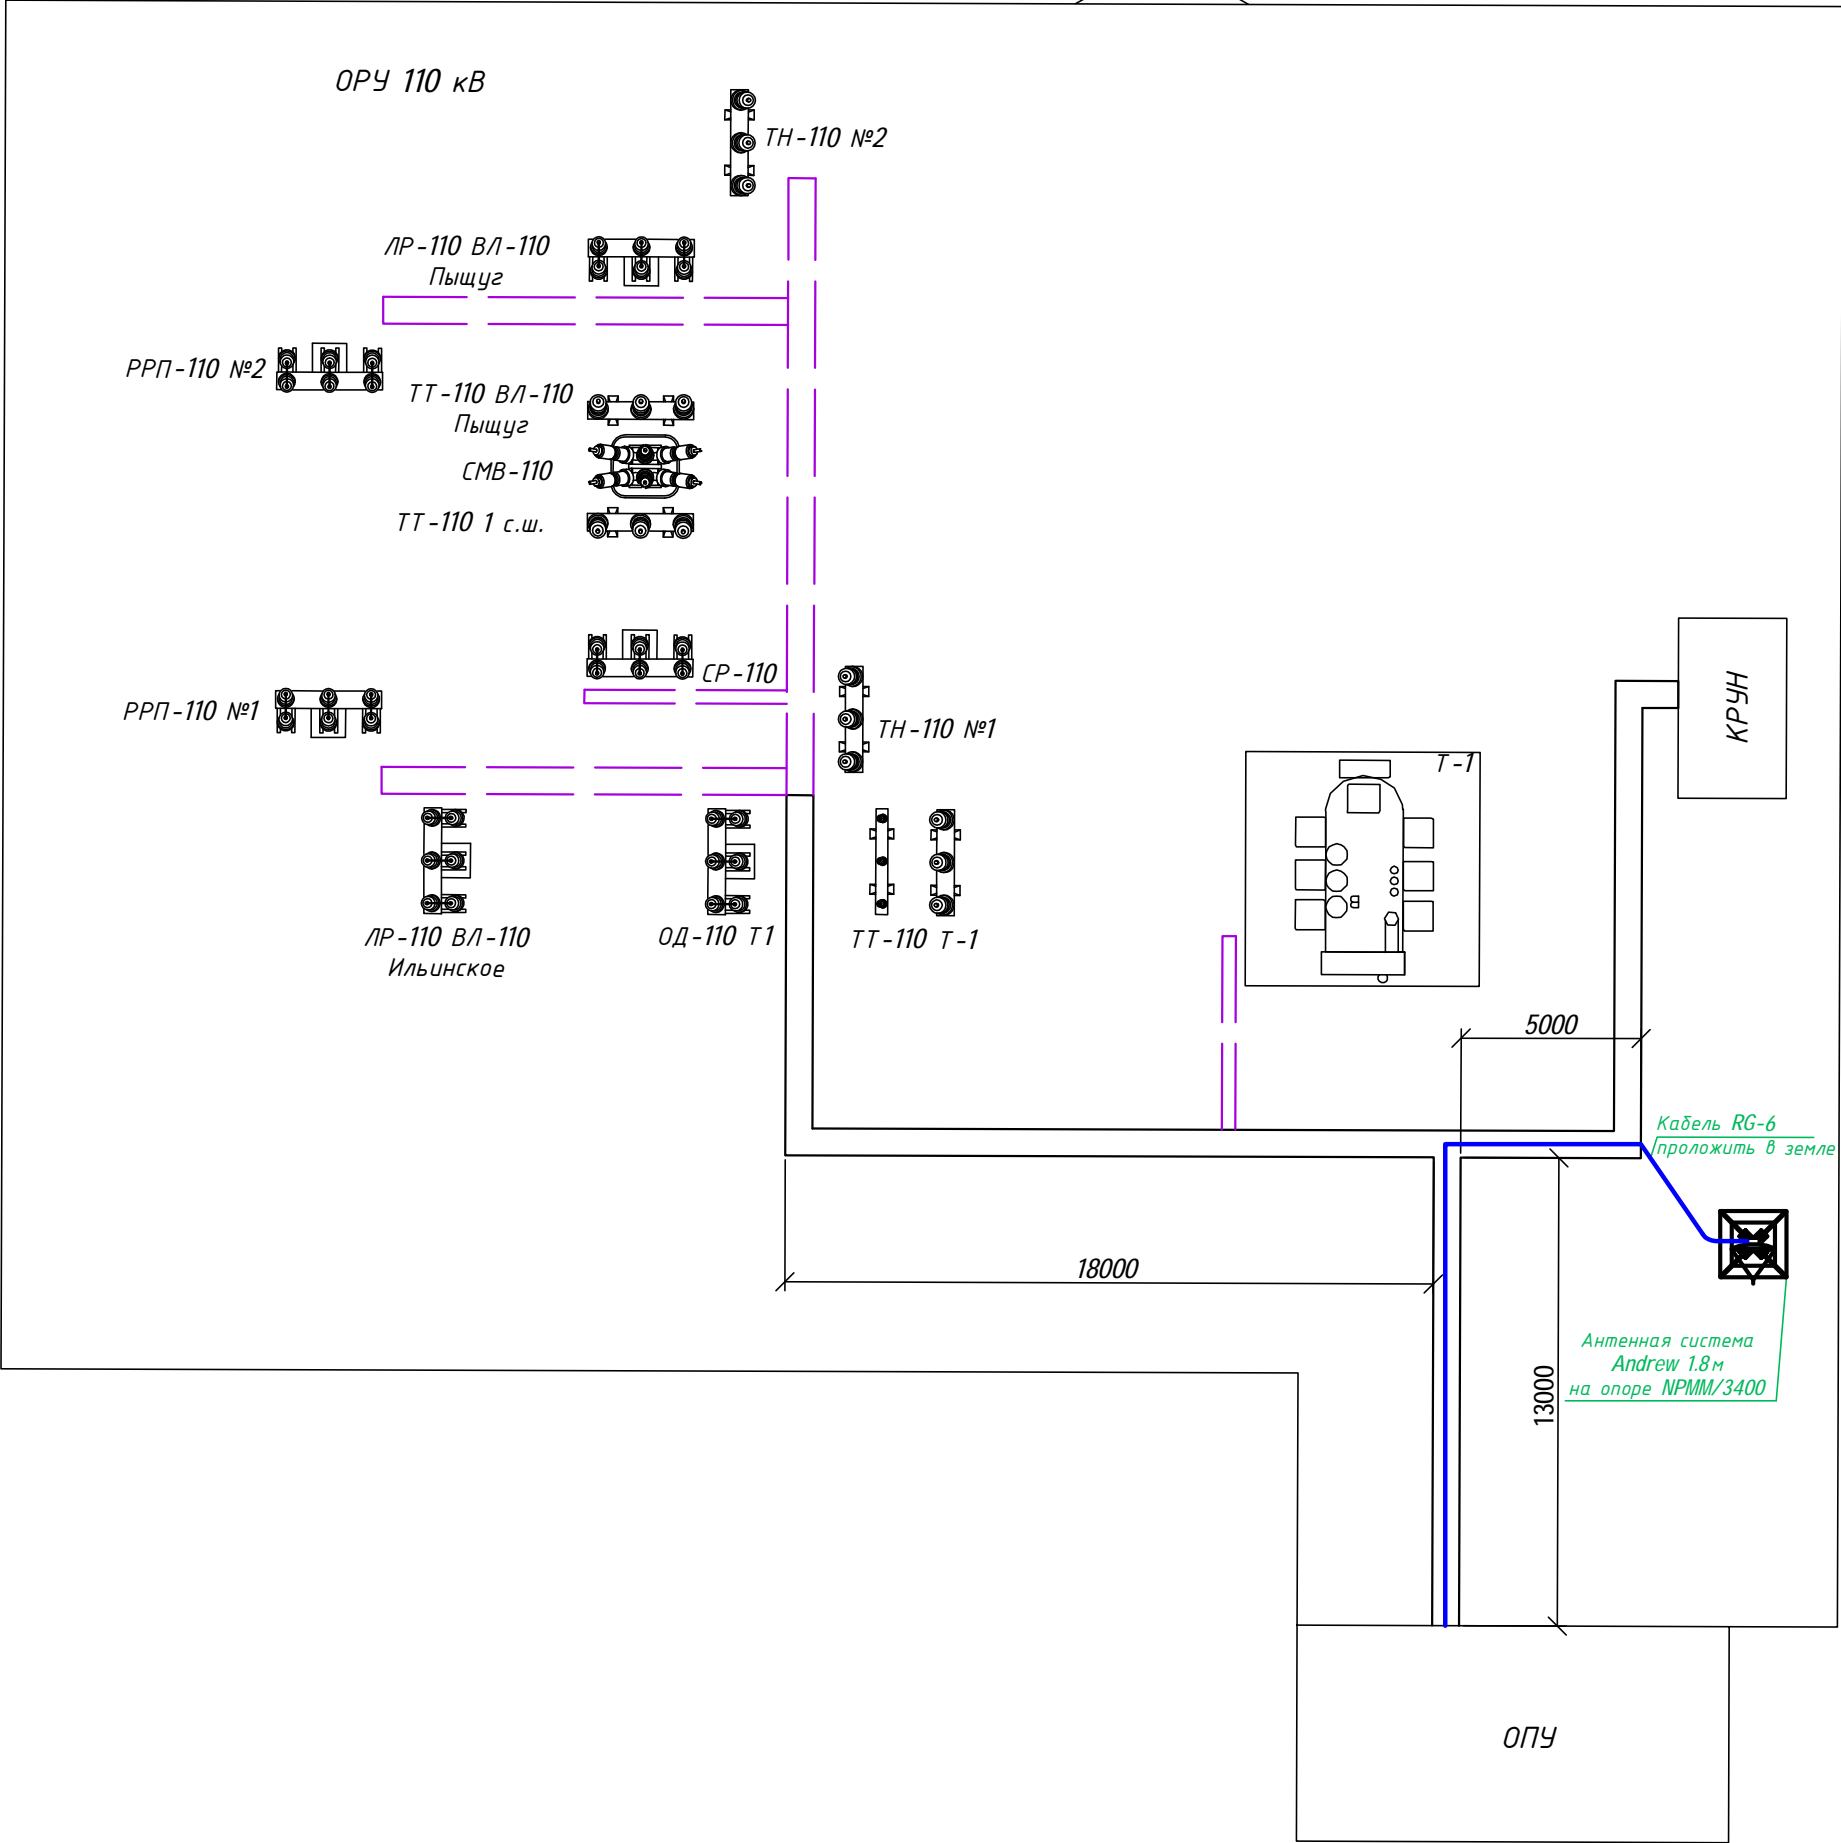 ОРУ 110 кВ
ТН-110 №2
ЛР-110 ВЛ-110
Пыщуг
РРП-110 №2
ТТ-110 ВЛ-110
Пыщуг
СМВ-110
ТТ-110 1 с.ш.
СР-110
РРП-110 №1
ТН-110 №1
КРУН
Т-1
В
ЛР-110 ВЛ-110
Ильинское
ОД-110 Т1
ТТ-110 Т-1
5000
Кабель RG-6
проложить в земле
18000
Антенная система
Andrew 1.8м
на опоре NPMM/3400
13000
ОПУ